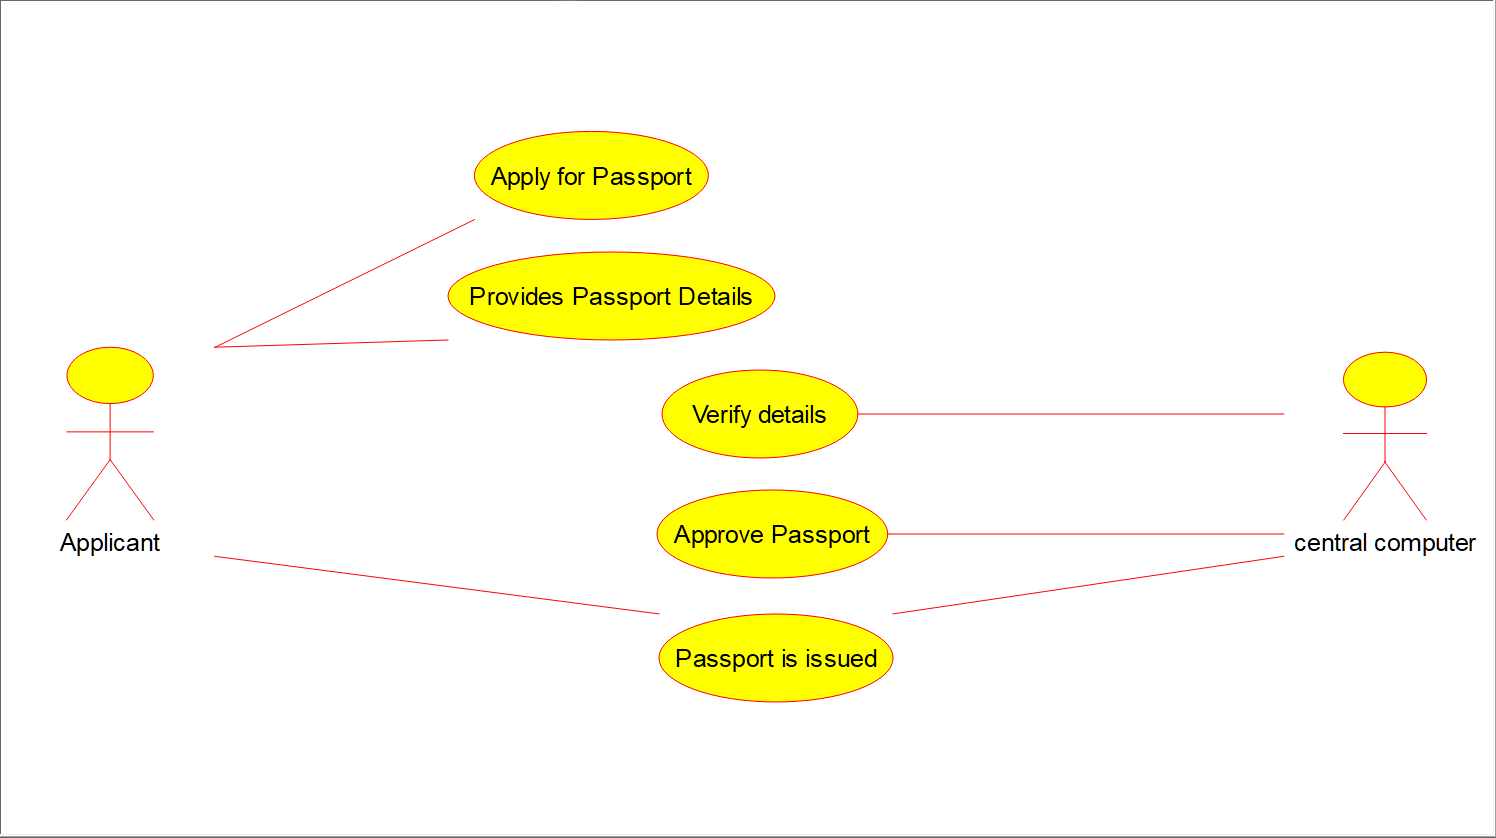 Apply for Passport
Provides Passport Details
Verify details
Approve Passport
Applicant
central computer
Passport is issued